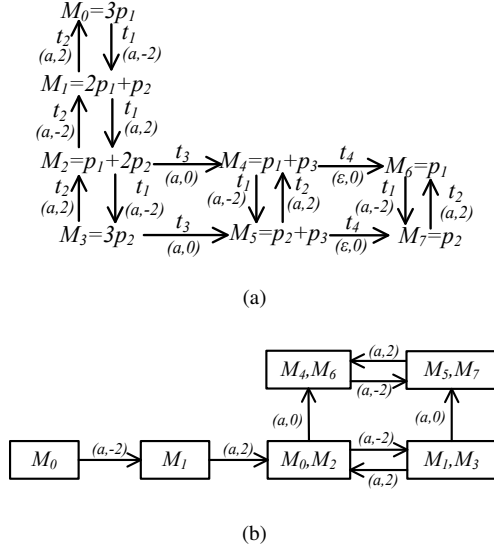 M₀=3p₁
t₂ t₁
(a,2) (a,-2)
M₁=2p₁+p₂
t₂ t₁
(a,-2) (a,2)
M₂=p₁+2p₂ t₃ (a,0) M₄=p₁+p₃ t₄ (ε,0) M₆=p₁
t₂ t₁ t₁ t₂ t₁ t₂
(a,2) (a,-2) (a,-2) (a,2) (a,-2) (a,2)
M₃=3p₂ t₃ (a,0) M₅=p₂+p₃ t₄ (ε,0) M₇=p₂
(a)
M₄,M₆ (a,2) (a,-2) M₅,M₇
(a,0) (a,0)
M₀ (a,-2) M₁ (a,2) M₀,M₂ (a,-2) (a,2) M₁,M₃
(b)